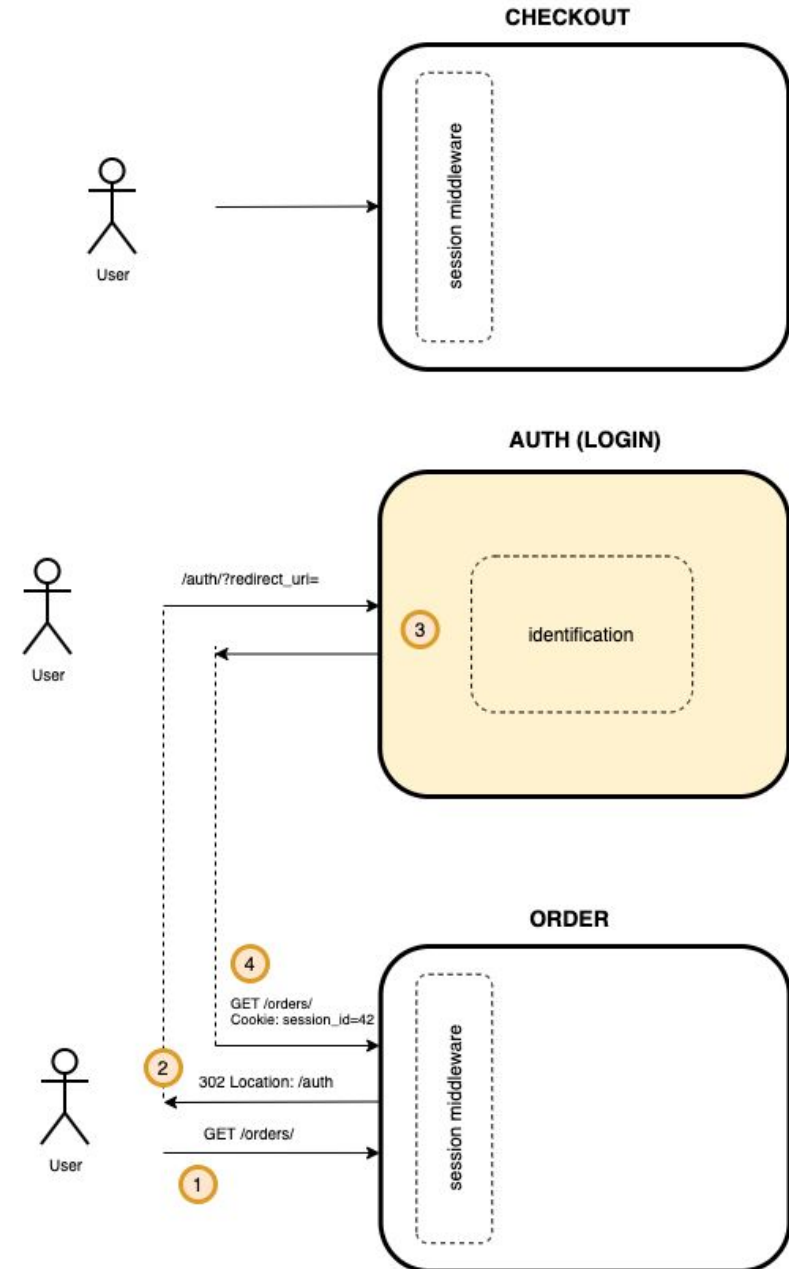 CHECKOUT
session middleware
User
AUTH (LOGIN)
/auth/?redirect_uri=
3
identification
User
ORDER
4
GET /orders/
Cookie: session_id=42
2
302 Location: /auth
session middleware
GET /orders/
User
1